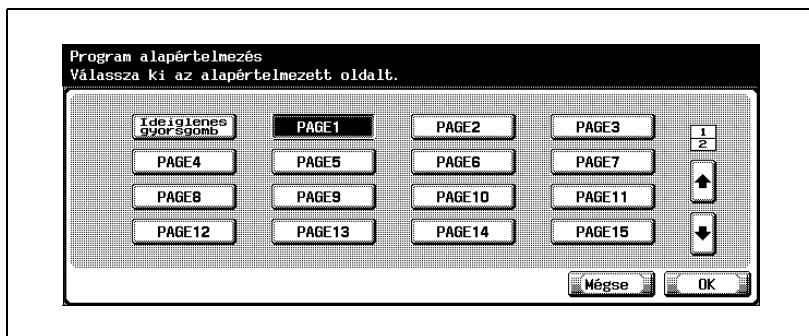 Program alapértelmezés
Válassza ki az alapértelmezett oldalt.
Ideiglenes
gyorsgomb
PAGE1
PAGE2
PAGE3
1
2
PAGE4
PAGE5
PAGE6
PAGE7
PAGE8
PAGE9
PAGE10
PAGE11
PAGE12
PAGE13
PAGE14
PAGE15
Mégse
OK